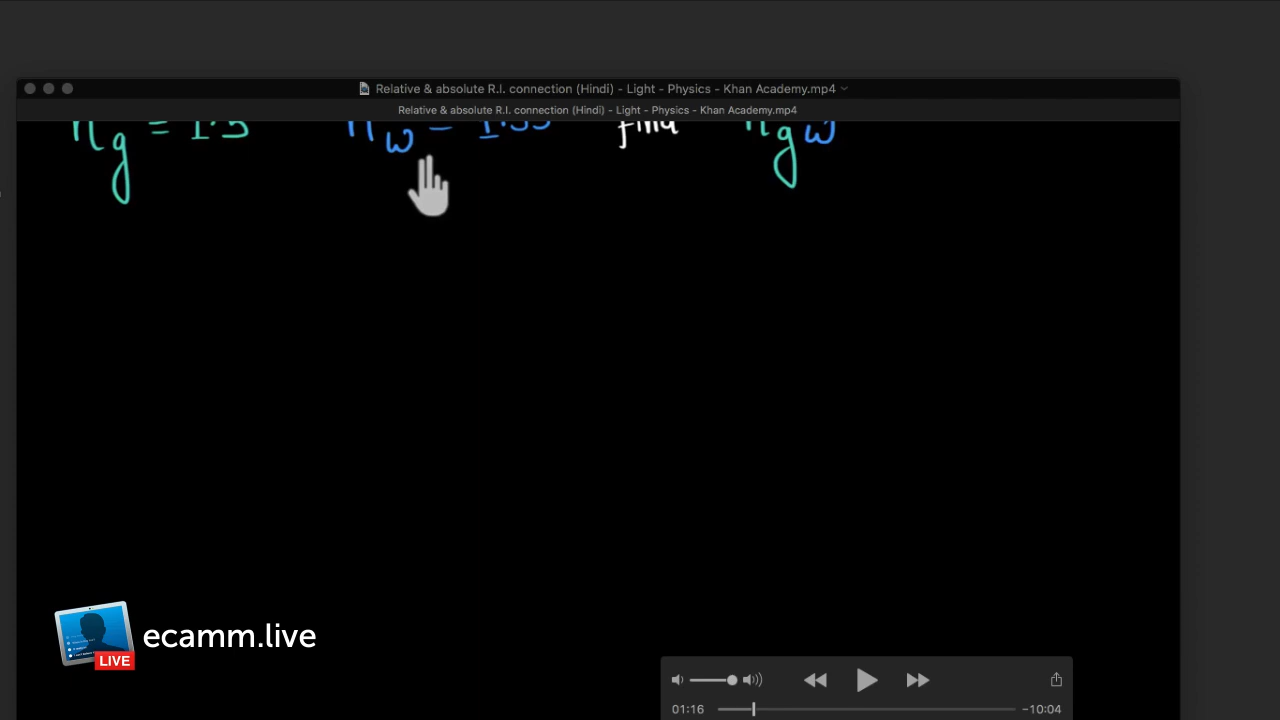 Relative & absolute R.I. connection (Hindi) - Light - Physics - Khan Academy.mp4
Relative & absolute R.I. connection (Hindi) - Light - Physics - Khan Academy.mp4
ng = 1.5 nw = 1.33 find ngw
ecamm.live
LIVE
01:16 -10:04